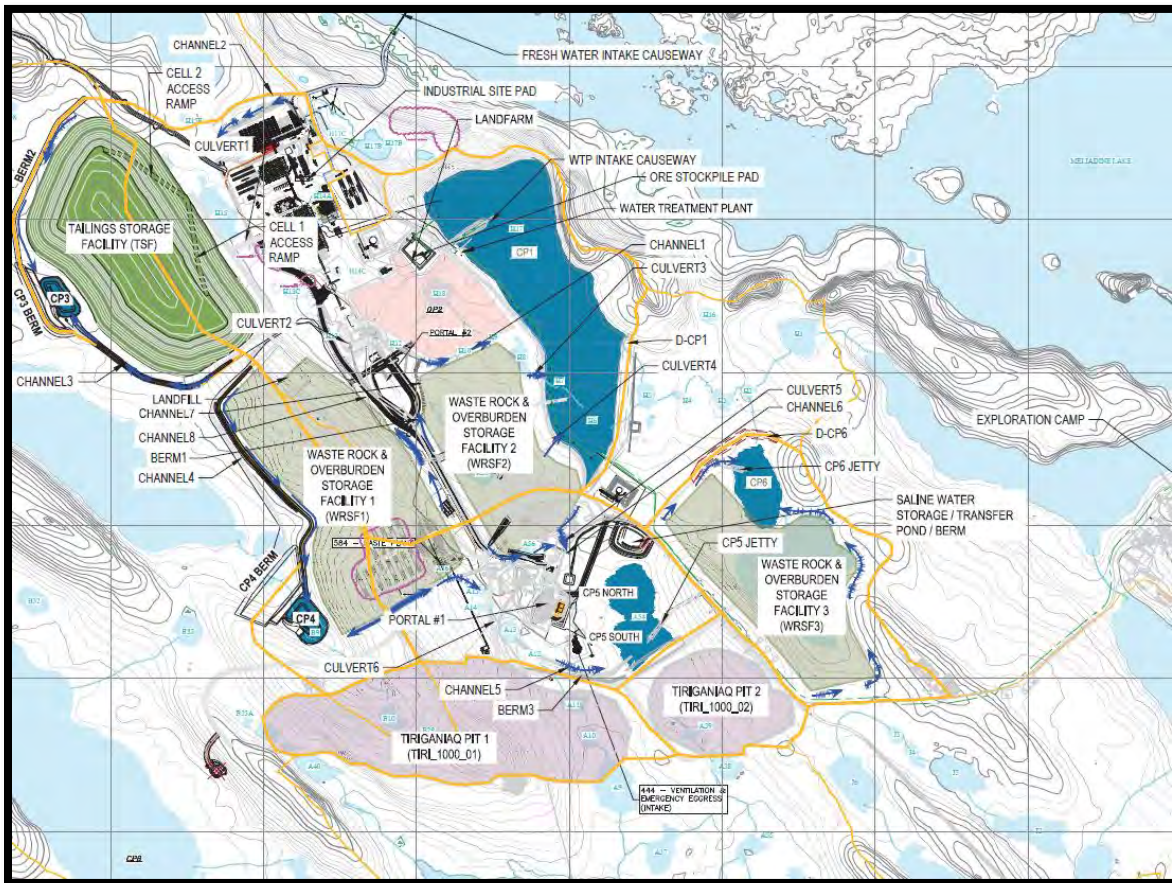 CHANNEL2
FRESH WATER INTAKE CAUSEWAY
CELL 2
ACCESS
RAMP
INDUSTRIAL SITE PAD
LANDFARM
CULVERT1
WTP INTAKE CAUSEWAY
ORE STOCKPILE PAD
WATER TREATMENT PLANT
MELIADINE LAKE
BERM2
TAILINGS STORAGE
FACILITY (TSF)
CELL 1
ACCESS
RAMP
CP1
CHANNEL1
CULVERT3
CP3
CP3 BERM
CULVERT2
PORTAL #2
D-CP1
CULVERT4
CHANNEL3
LANDFILL
CHANNEL7
CHANNEL8
BERM1
CHANNEL4
WASTE ROCK &
OVERBURDEN
STORAGE
FACILITY 2
(WRSF2)
WASTE ROCK &
OVERBURDEN
STORAGE
FACILITY 1
(WRSF1)
CULVERT5
CHANNEL6
EXPLORATION CAMP
D-CP6
CP6 JETTY
CP6
SALINE WATER
STORAGE / TRANSFER
POND / BERM
CP5 JETTY
WASTE ROCK &
OVERBURDEN
STORAGE
FACILITY 3
(WRSF3)
CP4 BERM
CP4
CP5 NORTH
CP5 SOUTH
PORTAL #1
CULVERT6
CHANNEL5
BERM3
TIRIGANIAQ PIT 2
(TIRI_1000_02)
TIRIGANIAQ PIT 1
(TIRI_1000_01)
444 - VENTILATION &
EMERGENCY EGGRESS
(INTAKE)